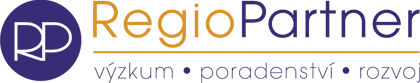 RP
RegioPartner
výzkum • poradenství • rozvoj